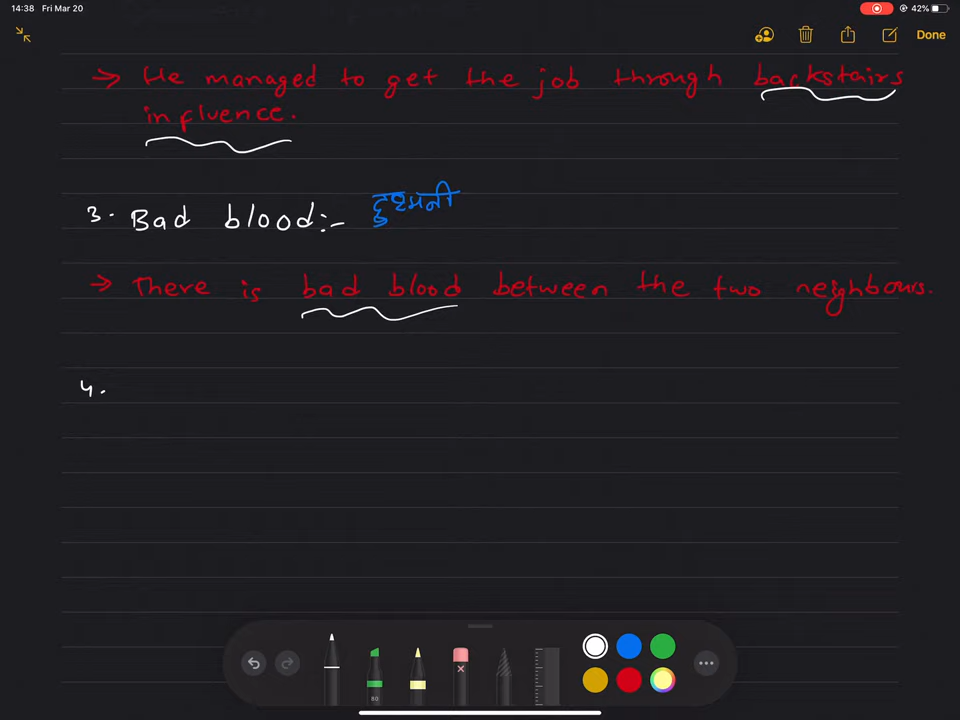 14:38 Fri Mar 20
42%
Done
→ He managed to get the job through backstairs
influence.
3. Bad blood:- दुश्मनी
→ There is bad blood between the two neighbours.
4.
80